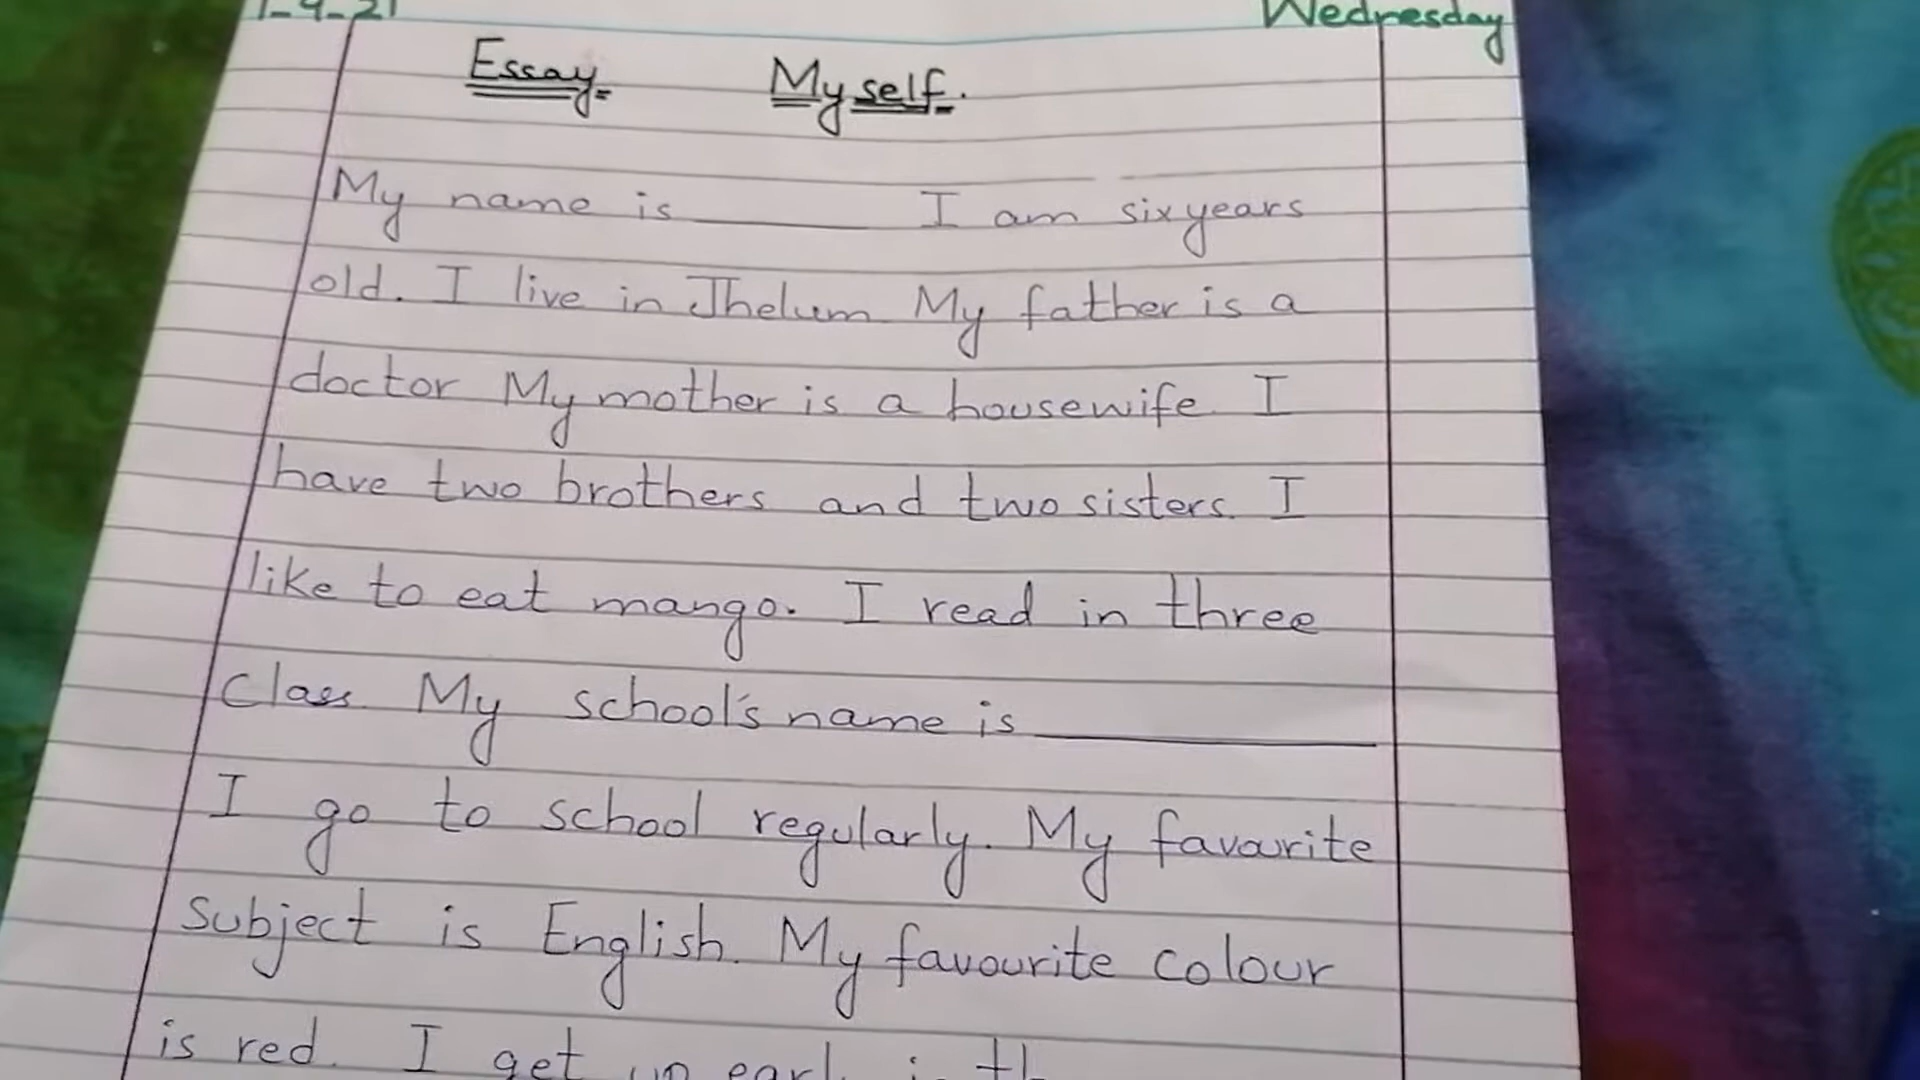 Wednesday
Essay. Myself.
My name is ______ I am six years
old. I live in Jhelum My father is a
doctor My mother is a housewife I
have two brothers and two sisters. I
like to eat mango. I read in three
Class My school's name is ______
I go to school regularly. My favourite
subject is English. My favourite colour
is red. I get